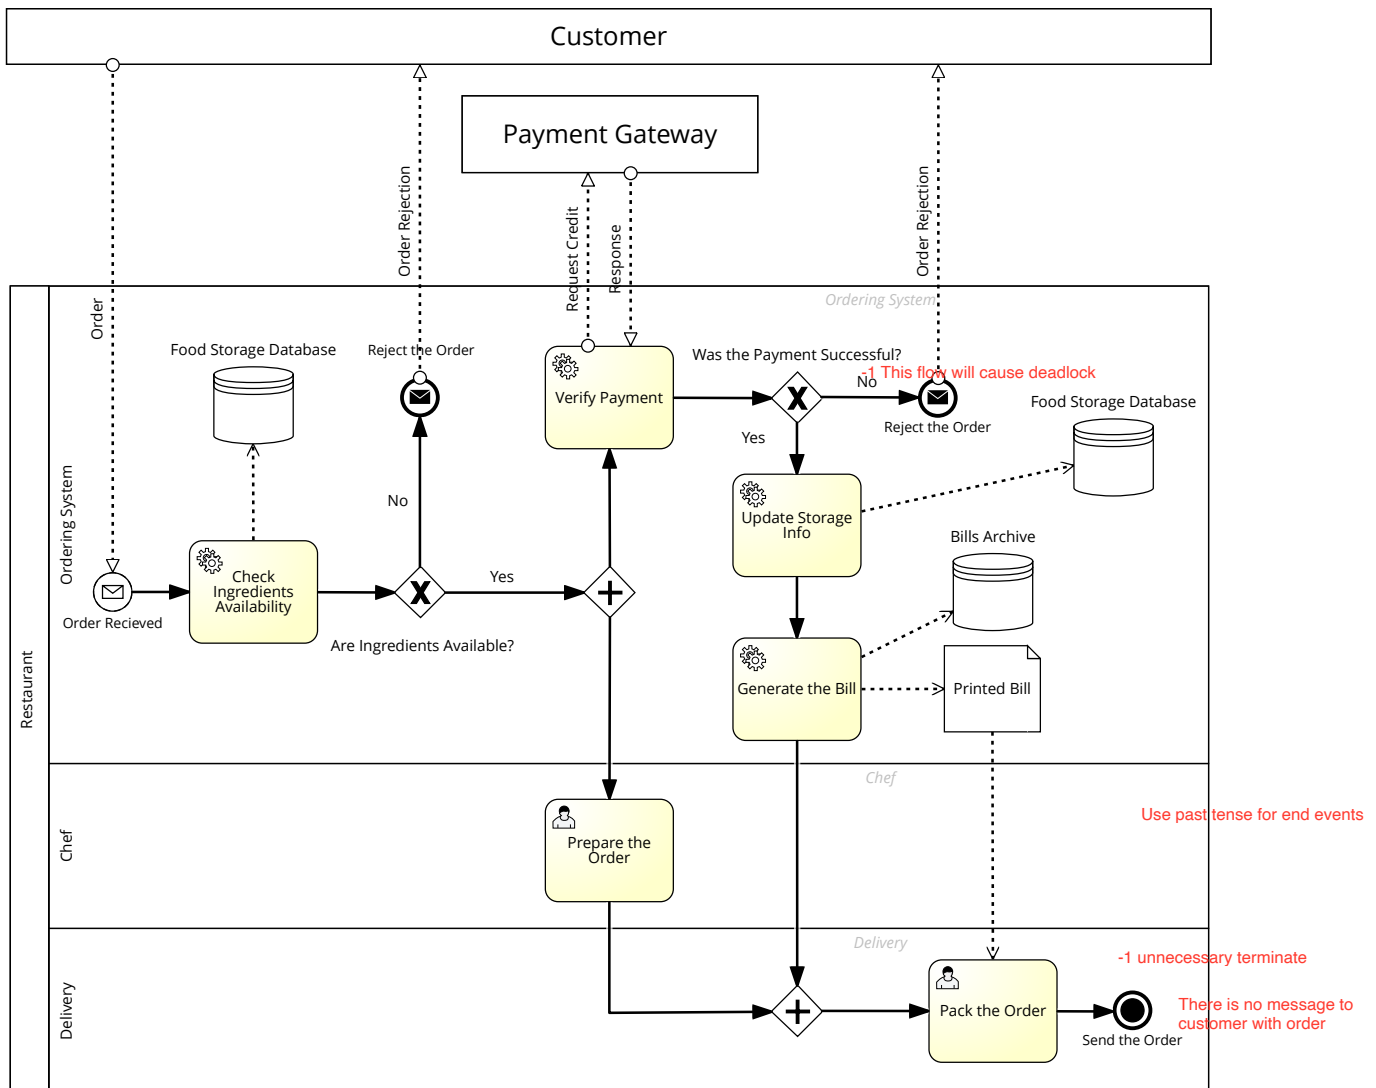 Customer
Payment Gateway
Order
Order Rejection
Request Credit
Response
Order Rejection
Ordering System
Restaurant
Ordering System
Food Storage Database
Reject the Order
Verify Payment
Was the Payment Successful?
-1 This flow will cause deadlock
No
Reject the Order
Food Storage Database
Yes
No
Update Storage
Info
Bills Archive
Check
Ingredients
Availability
Yes
Order Recieved
Are Ingredients Available?
Generate the Bill
Printed Bill
Chef
Chef
Use past tense for end events
Prepare the
Order
Delivery
Delivery
-1 unnecessary terminate
Pack the Order
There is no message to
customer with order
Send the Order